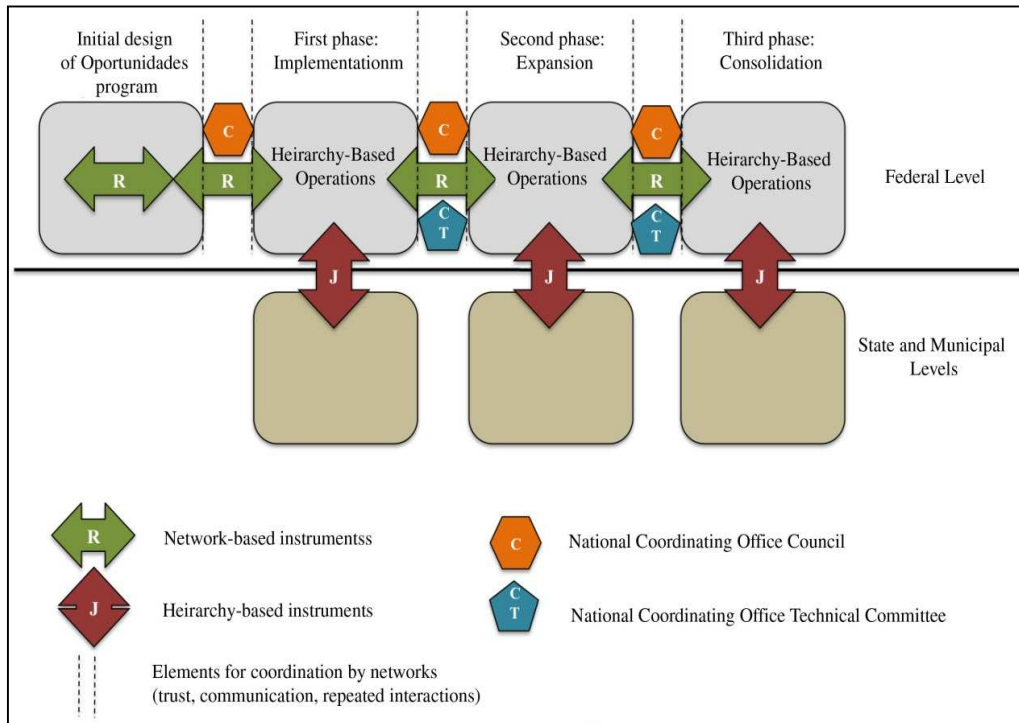 Initial design
of Oportunidades
program
First phase:
Implementationm
Second phase:
Expansion
Third phase:
Consolidation
C
C
C
R
R
Heirarchy-Based
Operations
R
Heirarchy-Based
Operations
R
Heirarchy-Based
Operations
Federal Level
C
T
C
T
J
J
J
State and Municipal
Levels
R
Network-based instrumentss
C
National Coordinating Office Council
J
Heirarchy-based instruments
C
T
National Coordinating Office Technical Committee
Elements for coordination by networks
(trust, communication, repeated interactions)